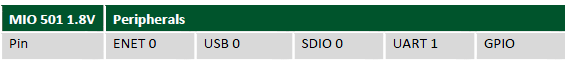 MIO 501 1.8V Peripherals
Pin ENET 0 USB 0 SDIO 0 UART 1 GPIO